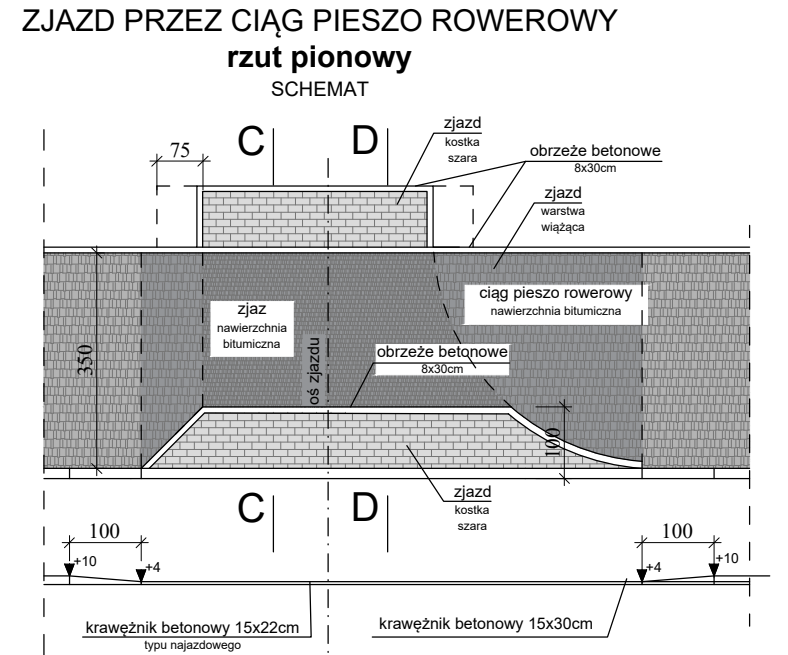 ZJAZD PRZEZ CIĄG PIESZO ROWEROWY
rzut pionowy
SCHEMAT
C D
zjazd
kostka
szara
75
obrzeże betonowe
8x30cm
zjazd
warstwa
wiążąca
ciąg pieszo rowerowy
nawierzchnia bitumiczna
zjaz
nawierzchnia
bitumiczna
350
oś zjazdu
obrzeże betonowe
8x30cm
100
zjazd
kostka
szara
C D
100
100
+10
+4
+4
+10
krawężnik betonowy 15x22cm
typu najazdowego
krawężnik betonowy 15x30cm